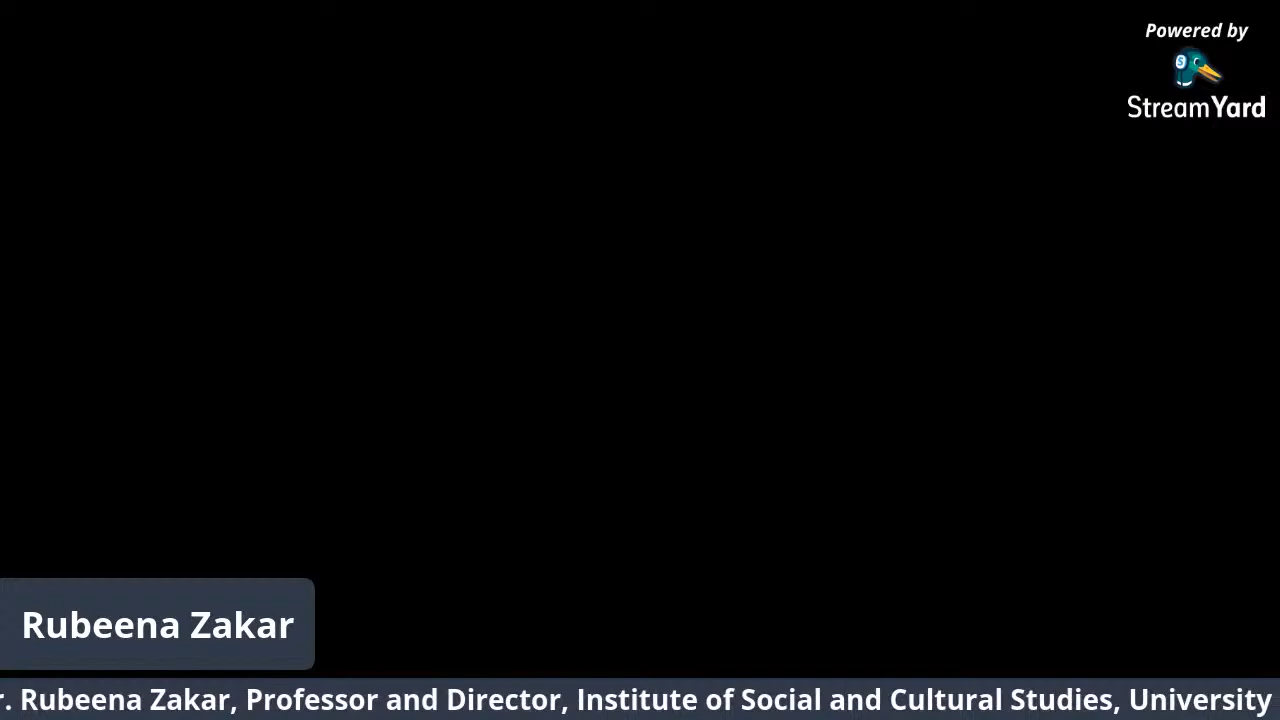 Powered by
S
StreamYard
Rubeena Zakar
r. Rubeena Zakar, Professor and Director, Institute of Social and Cultural Studies, University